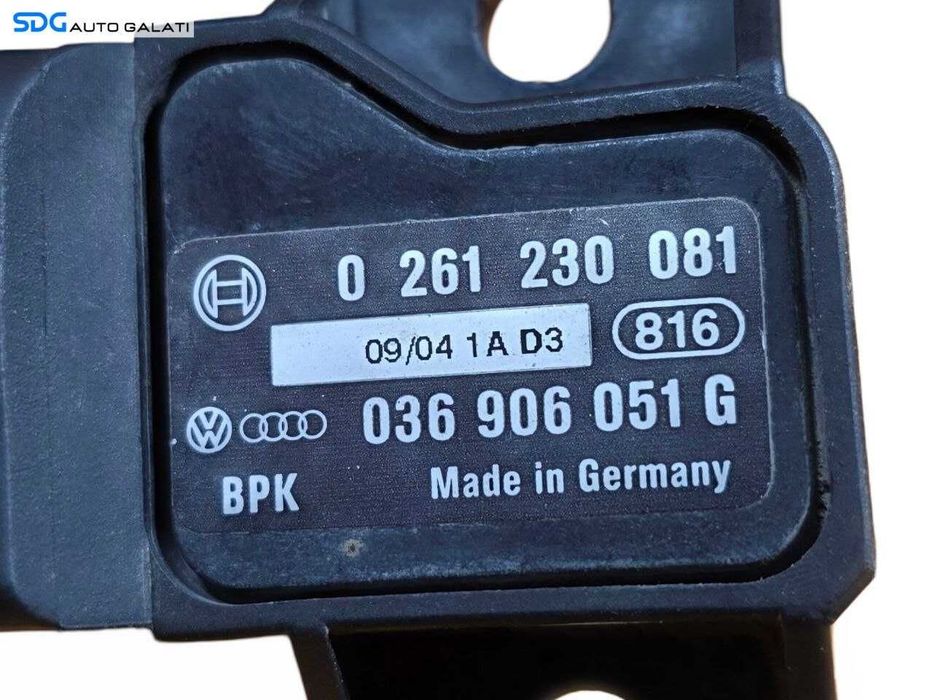 SDG AUTO GALATI
0 261 230 081
09/04 1A D3
816
036 906 051 G
BPK
Made in Germany